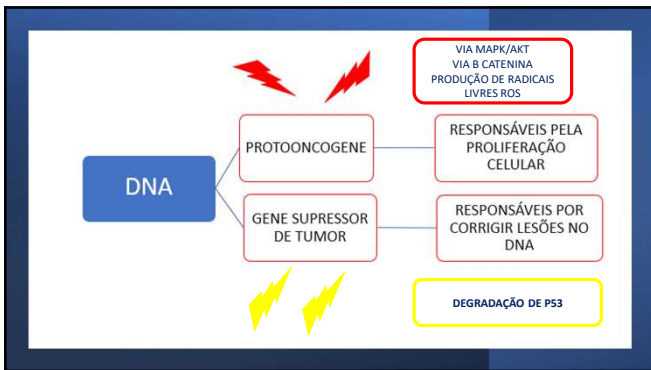 VIA MAPK/AKT
VIA B CATENINA
PRODUÇÃO DE RADICAIS
LIVRES ROS
PROTOONCOGENE
RESPONSÁVEIS PELA
PROLIFERAÇÃO
CELULAR
DNA
GENE SUPRESSOR
DE TUMOR
RESPONSÁVEIS POR
CORRIGIR LESÕES NO
DNA
DEGRADAÇÃO DE P53